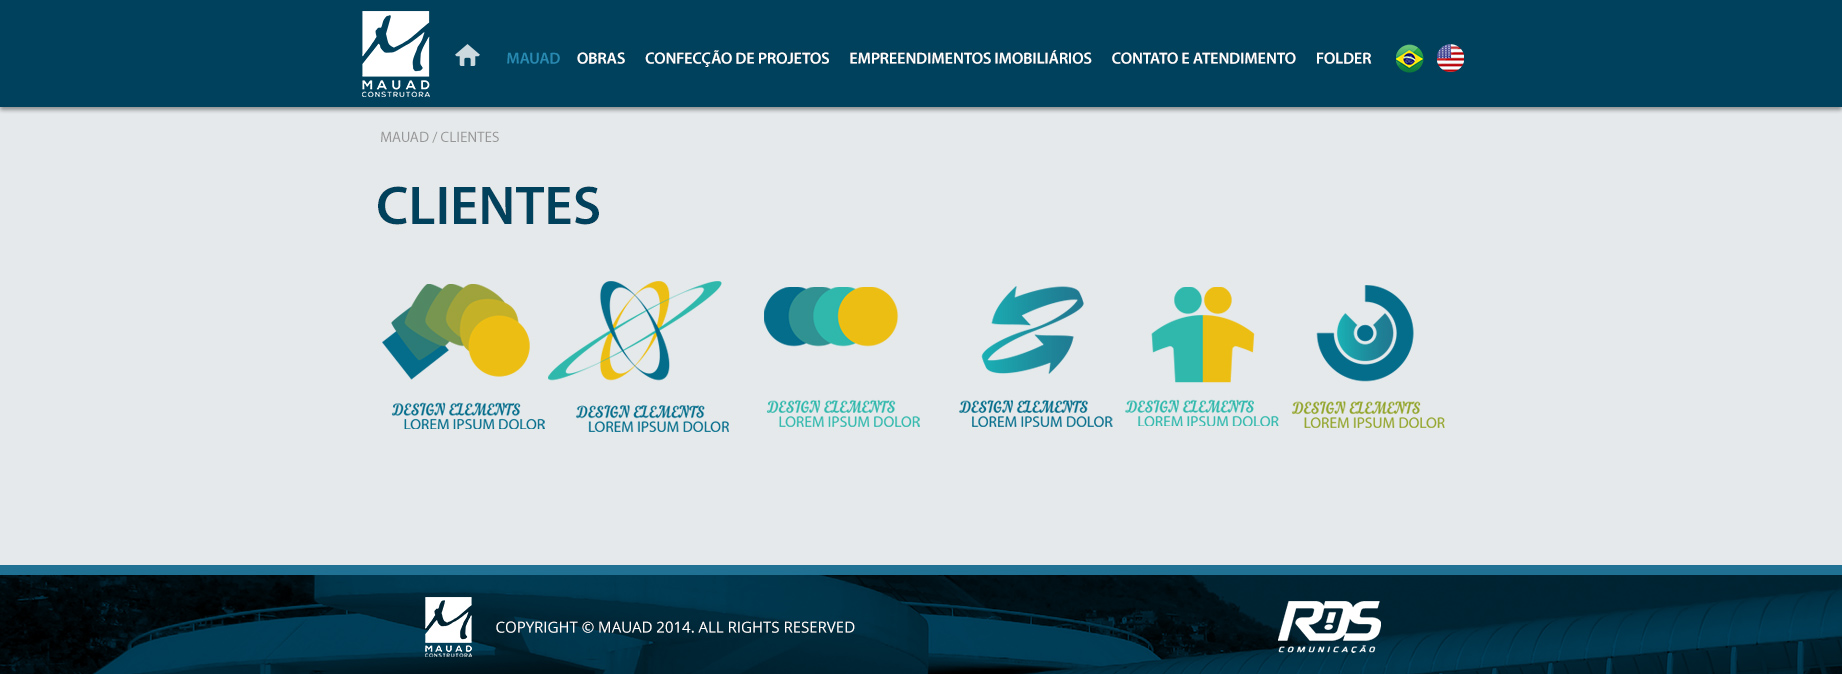 MAUAD
CONSTRUTORA
MAUAD OBRAS CONFECÇÃO DE PROJETOS EMPREENDIMENTOS IMOBILIÁRIOS CONTATO E ATENDIMENTO FOLDER
MAUAD / CLIENTES
CLIENTES
DESIGN ELEMENTS
LOREM IPSUM DOLOR
DESIGN ELEMENTS
LOREM IPSUM DOLOR
DESIGN ELEMENTS
LOREM IPSUM DOLOR
DESIGN ELEMENTS
LOREM IPSUM DOLOR
DESIGN ELEMENTS
LOREM IPSUM DOLOR
DESIGN ELEMENTS
LOREM IPSUM DOLOR
MAUAD
CONSTRUTORA
COPYRIGHT © MAUAD 2014. ALL RIGHTS RESERVED
RDS
COMUNICAÇÃO